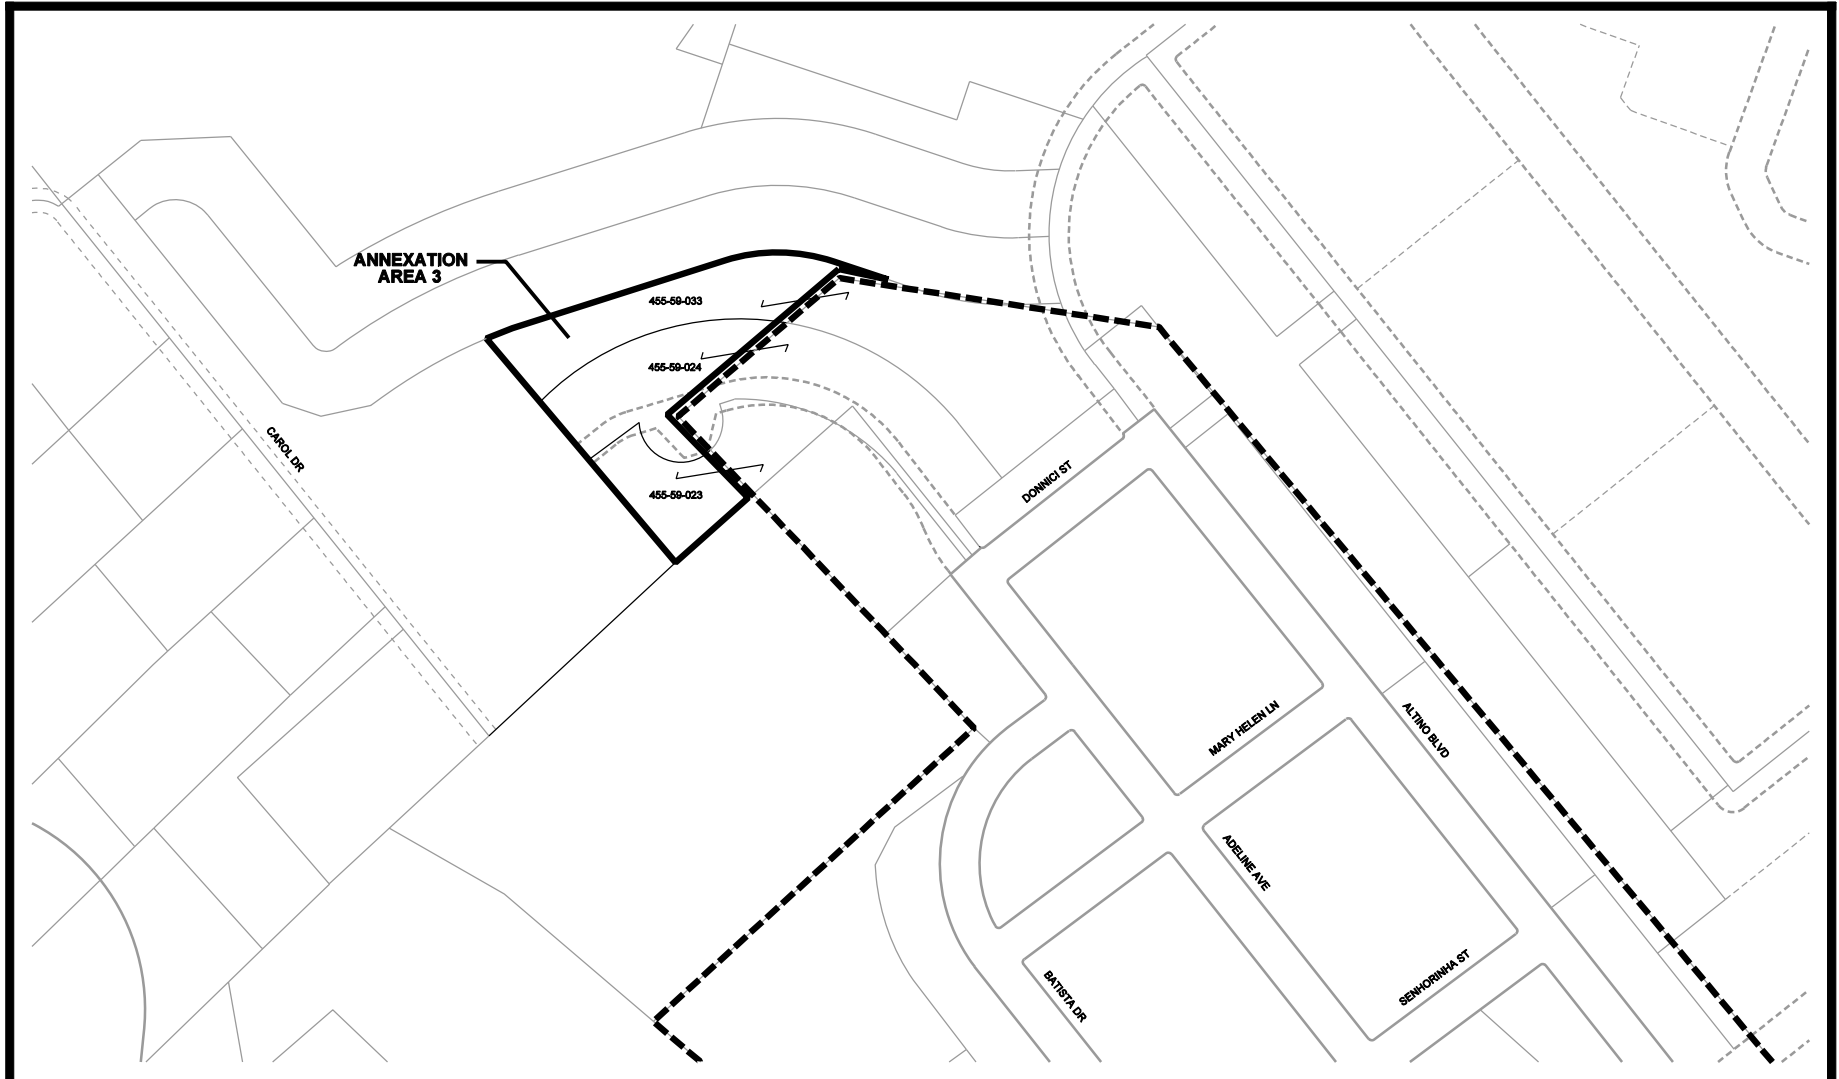 ANNEXATION
AREA 3
455-59-033
455-59-024
CAROL DR
455-59-023
DONNICI ST
MARY HELEN LN
ALTINO BLVD
ADELINE AVE
SENHORINHA ST
BATISTA DR